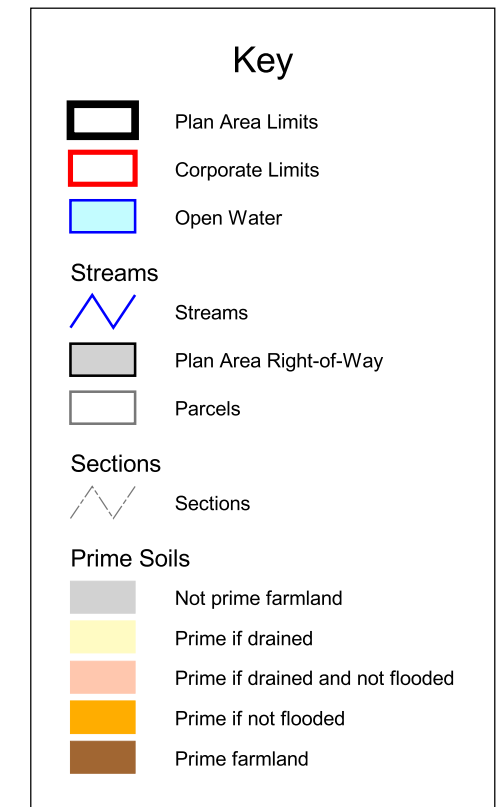 Key
Plan Area Limits
Corporate Limits
Open Water
Streams
Streams
Plan Area Right-of-Way
Parcels
Sections
Sections
Prime Soils
Not prime farmland
Prime if drained
Prime if drained and not flooded
Prime if not flooded
Prime farmland